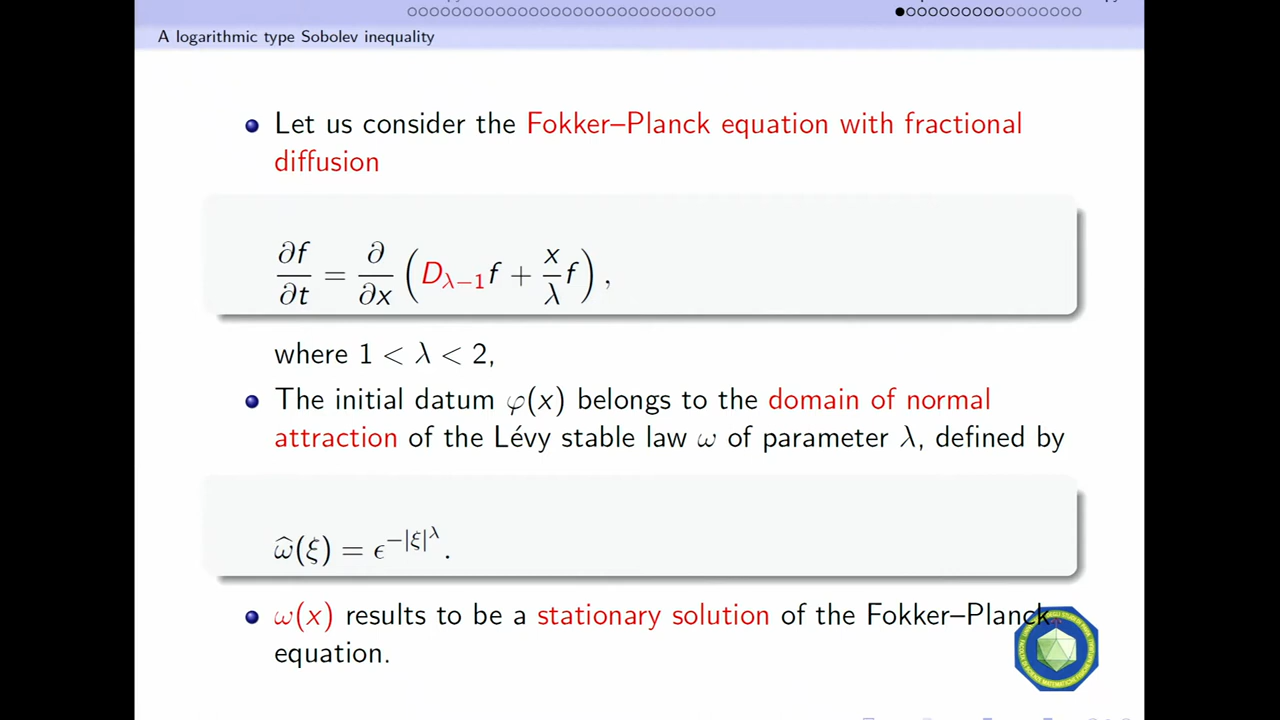 A logarithmic type Sobolev inequality
Let us consider the Fokker–Planck equation with fractional
diffusion
∂f/∂t = ∂/∂x (D_{λ−1}f + x/λ f),
where 1 < λ < 2,
The initial datum φ(x) belongs to the domain of normal
attraction of the Lévy stable law ω of parameter λ, defined by
ω̂(ξ) = ϵ^{−|ξ|^λ}.
ω(x) results to be a stationary solution of the Fokker–Planck
equation.